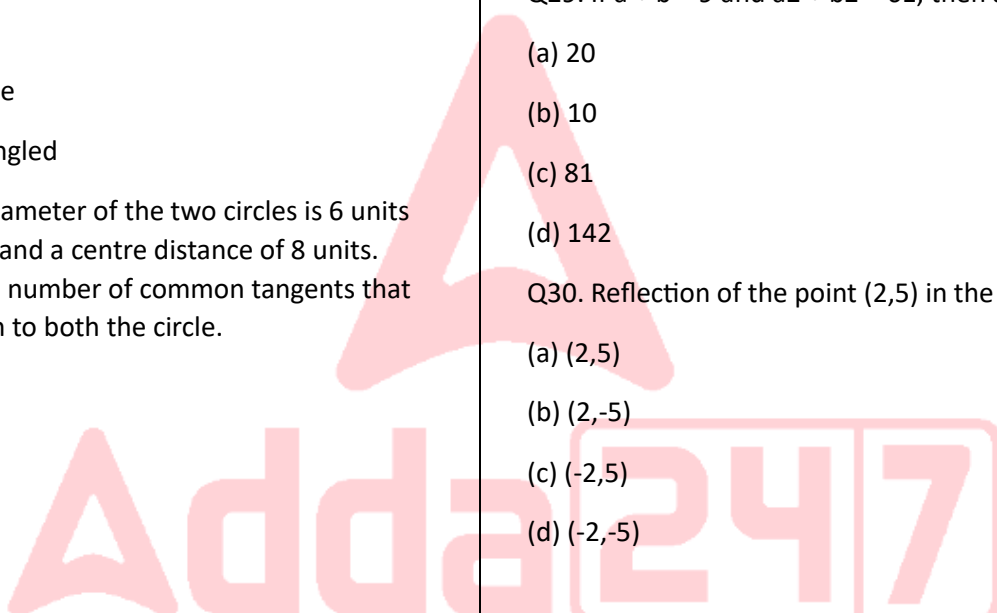 ngled
ameter of the two circles is 6 units
and a centre distance of 8 units.
number of common tangents that
to both the circle.
(a) 20
(b) 10
(c) 81
(d) 142
Q30. Reflection of the point (2,5) in the
(a) (2,5)
(b) (2,-5)
(c) (-2,5)
(d) (-2,-5)
Adda247